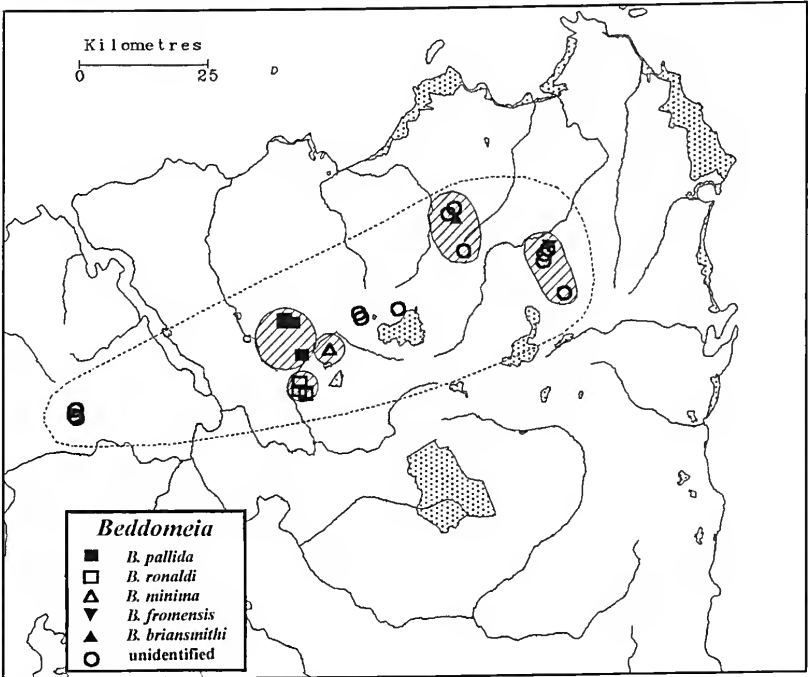 Kilometres
0 25
D
Beddomeia
B. pallida
B. ronaldi
B. minima
B. fromensis
B. briansmithi
unidentified